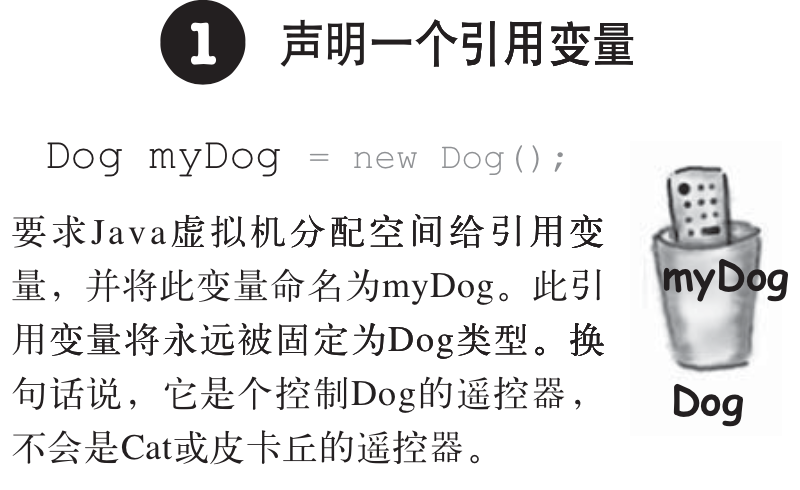 1 声明一个引用变量
Dog myDog = new Dog();
要求Java虚拟机分配空间给引用变
量，并将此变量命名为myDog。此引
用变量将永远被固定为Dog类型。换
句话说，它是个控制Dog的遥控器，
不会是Cat或皮卡丘的遥控器。
myDog
Dog